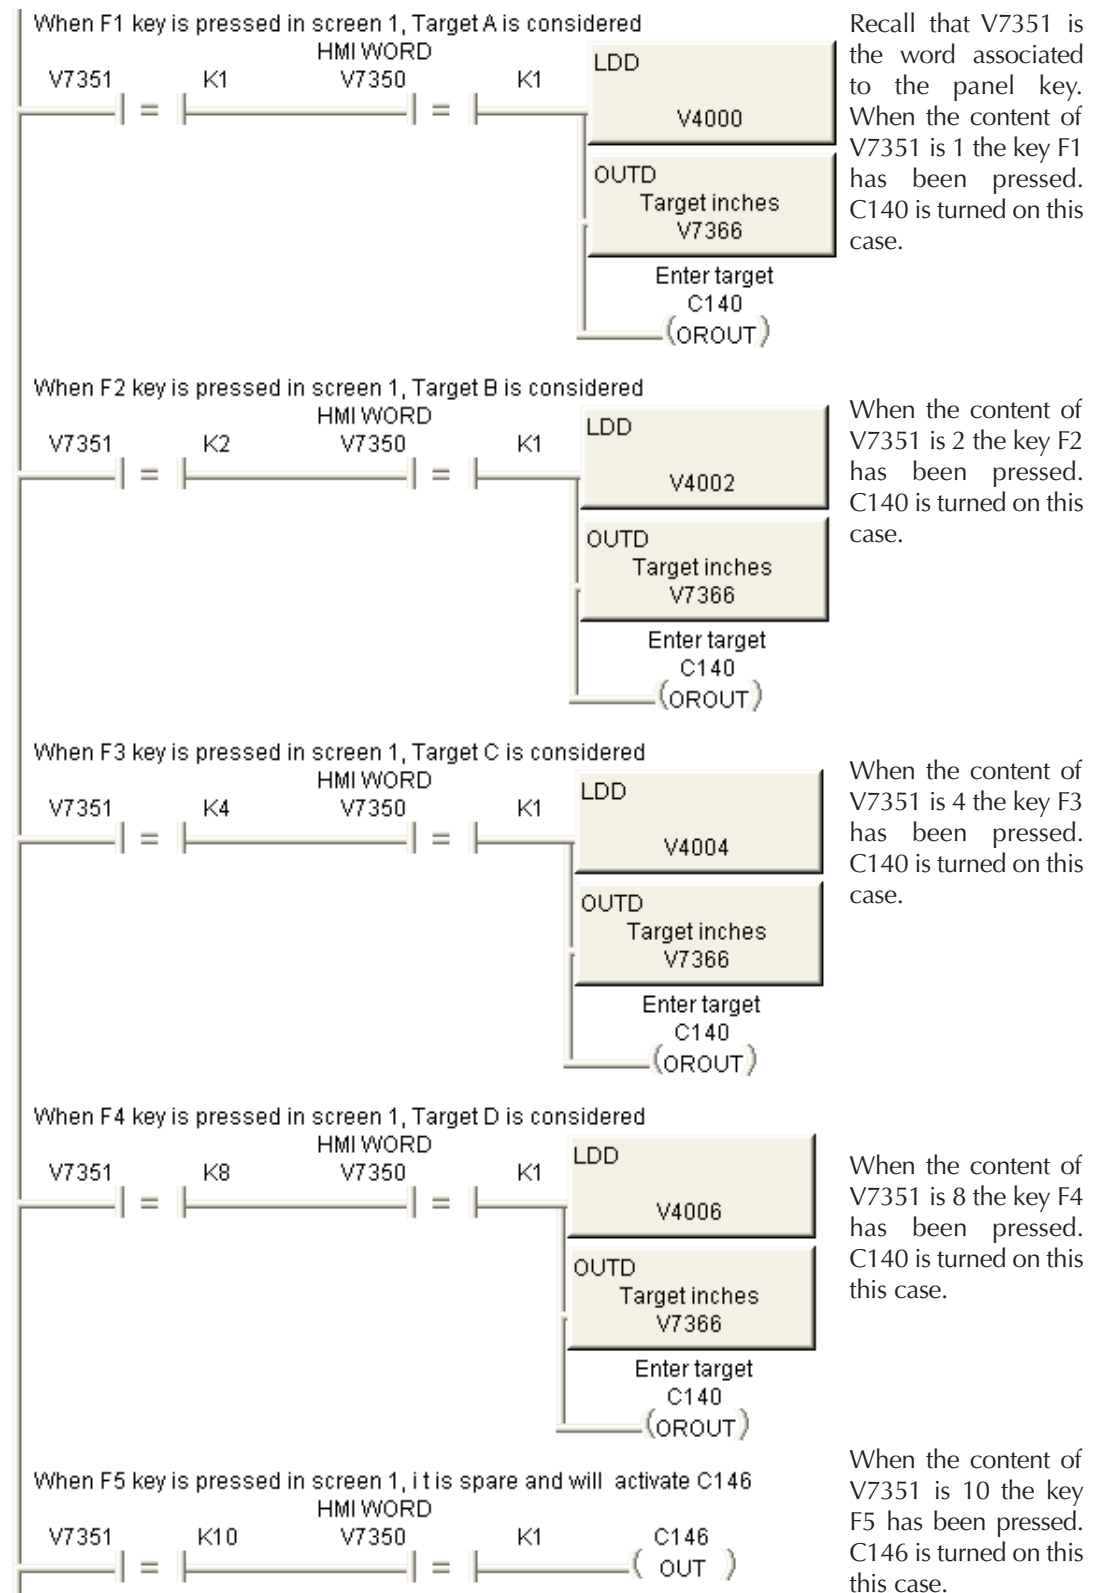 When F1 key is pressed in screen 1, Target A is considered
HMI WORD
V7351 K1 V7350 K1
= =
LDD
V4000
OUTD
Target inches
V7366
Enter target
C140
(OROUT)
Recall that V7351 is
the word associated
to the panel key.
When the content of
V7351 is 1 the key F1
has been pressed.
C140 is turned on this
case.
When F2 key is pressed in screen 1, Target B is considered
HMI WORD
V7351 K2 V7350 K1
= =
LDD
V4002
OUTD
Target inches
V7366
Enter target
C140
(OROUT)
When the content of
V7351 is 2 the key F2
has been pressed.
C140 is turned on this
case.
When F3 key is pressed in screen 1, Target C is considered
HMI WORD
V7351 K4 V7350 K1
= =
LDD
V4004
OUTD
Target inches
V7366
Enter target
C140
(OROUT)
When the content of
V7351 is 4 the key F3
has been pressed.
C140 is turned on this
case.
When F4 key is pressed in screen 1, Target D is considered
HMI WORD
V7351 K8 V7350 K1
= =
LDD
V4006
OUTD
Target inches
V7366
Enter target
C140
(OROUT)
When the content of
V7351 is 8 the key F4
has been pressed.
C140 is turned on this
this case.
When F5 key is pressed in screen 1, i t is spare and will activate C146
HMI WORD
V7351 K10 V7350 K1 C146
= = ( OUT )
When the content of
V7351 is 10 the key
F5 has been pressed.
C146 is turned on this
this case.